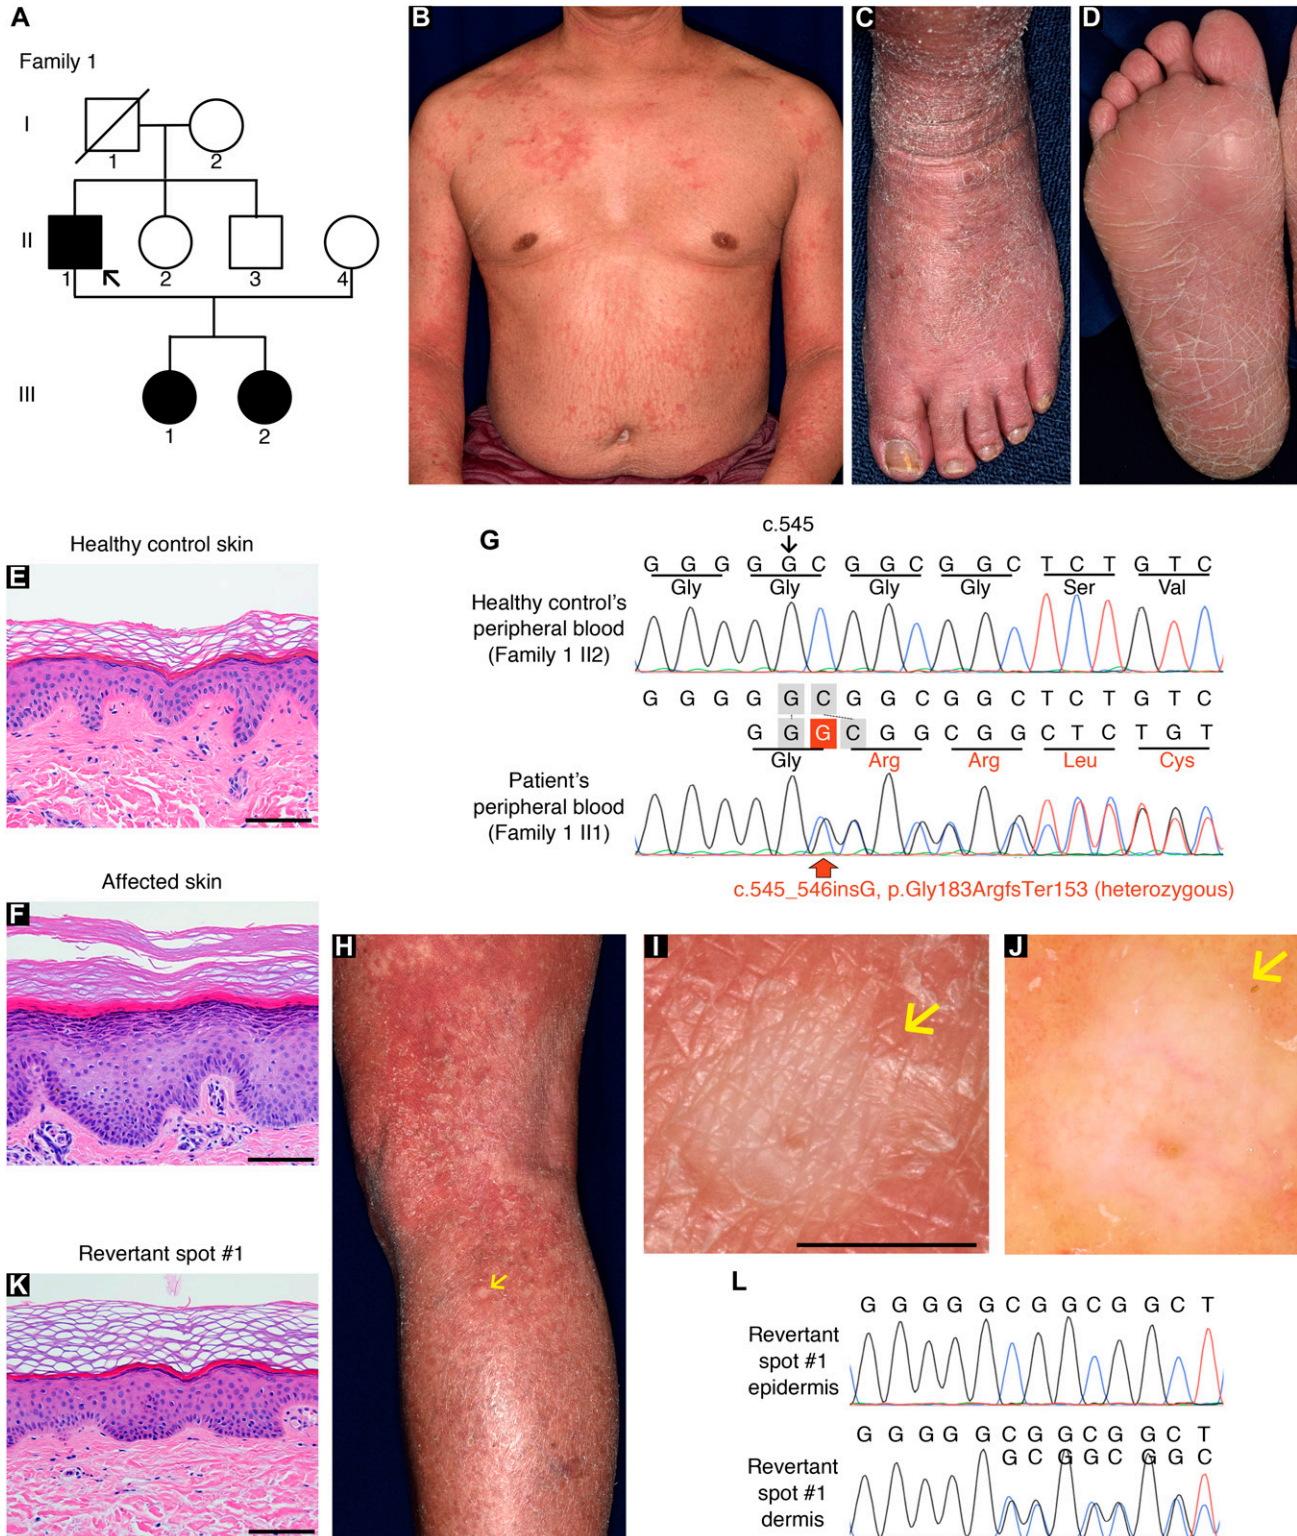 A
Family 1
I
1
2
II
1
2
3
4
III
1
2
B
C
D
Healthy control skin
E
Affected skin
F
Revertant spot #1
K
G
c.545
G G G G G C G G C G G C T C T G T C
Gly Gly Gly Gly Ser Val
Healthy control's
peripheral blood
(Family 1 II2)
G G G G G C G G C G G C T C T G T C
G G G C G G C G G C T C T G T
Gly Arg Arg Leu Cys
Patient's
peripheral blood
(Family 1 II1)
c.545_546insG, p.Gly183ArgfsTer153 (heterozygous)
H
I
J
L
G G G G G C G G C G G C T
Revertant
spot #1
epidermis
G G G G G C G G C G G C T
G C G G C G G C
Revertant
spot #1
dermis